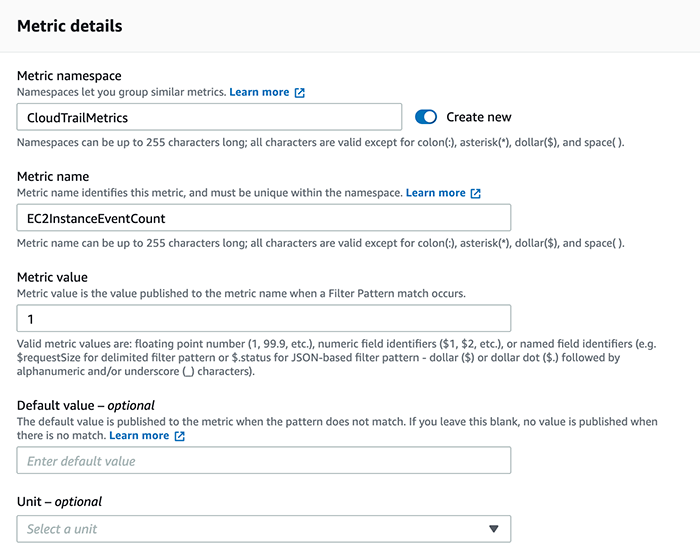 Metric details
Metric namespace
Namespaces let you group similar metrics. Learn more
CloudTrailMetrics
Create new
Namespaces can be up to 255 characters long; all characters are valid except for colon(:), asterisk(*), dollar($), and space( ).
Metric name
Metric name identifies this metric, and must be unique within the namespace. Learn more
EC2InstanceEventCount
Metric name can be up to 255 characters long; all characters are valid except for colon(:), asterisk(*), dollar($), and space( ).
Metric value
Metric value is the value published to the metric name when a Filter Pattern match occurs.
1
Valid metric values are: floating point number (1, 99.9, etc.), numeric field identifiers ($1, $2, etc.), or named field identifiers (e.g.
$requestSize for delimited filter pattern or $.status for JSON-based filter pattern - dollar ($) or dollar dot ($.) followed by
alphanumeric and/or underscore (_) characters).
Default value – optional
The default value is published to the metric when the pattern does not match. If you leave this blank, no value is published when
there is no match. Learn more
Enter default value
Unit – optional
Select a unit